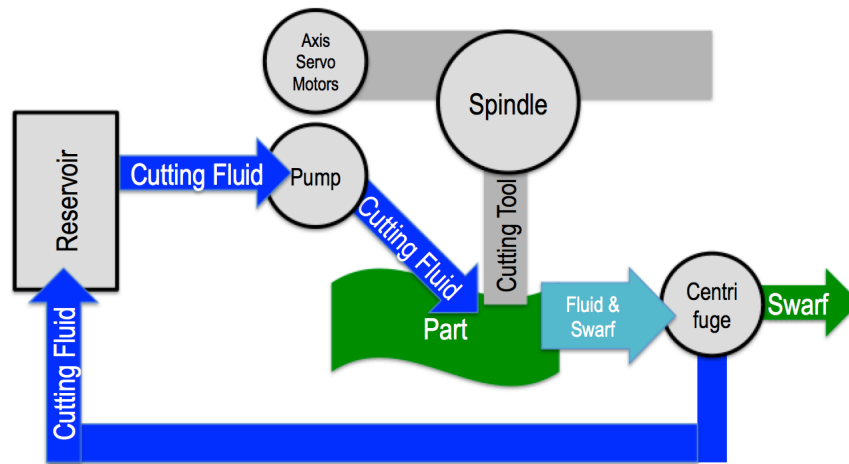 Axis
Servo
Motors
Spindle
Reservoir
Cutting Fluid
Pump
Cutting Fluid
Cutting Tool
Part
Fluid &
Swarf
Centri
fuge
Swarf
Cutting Fluid